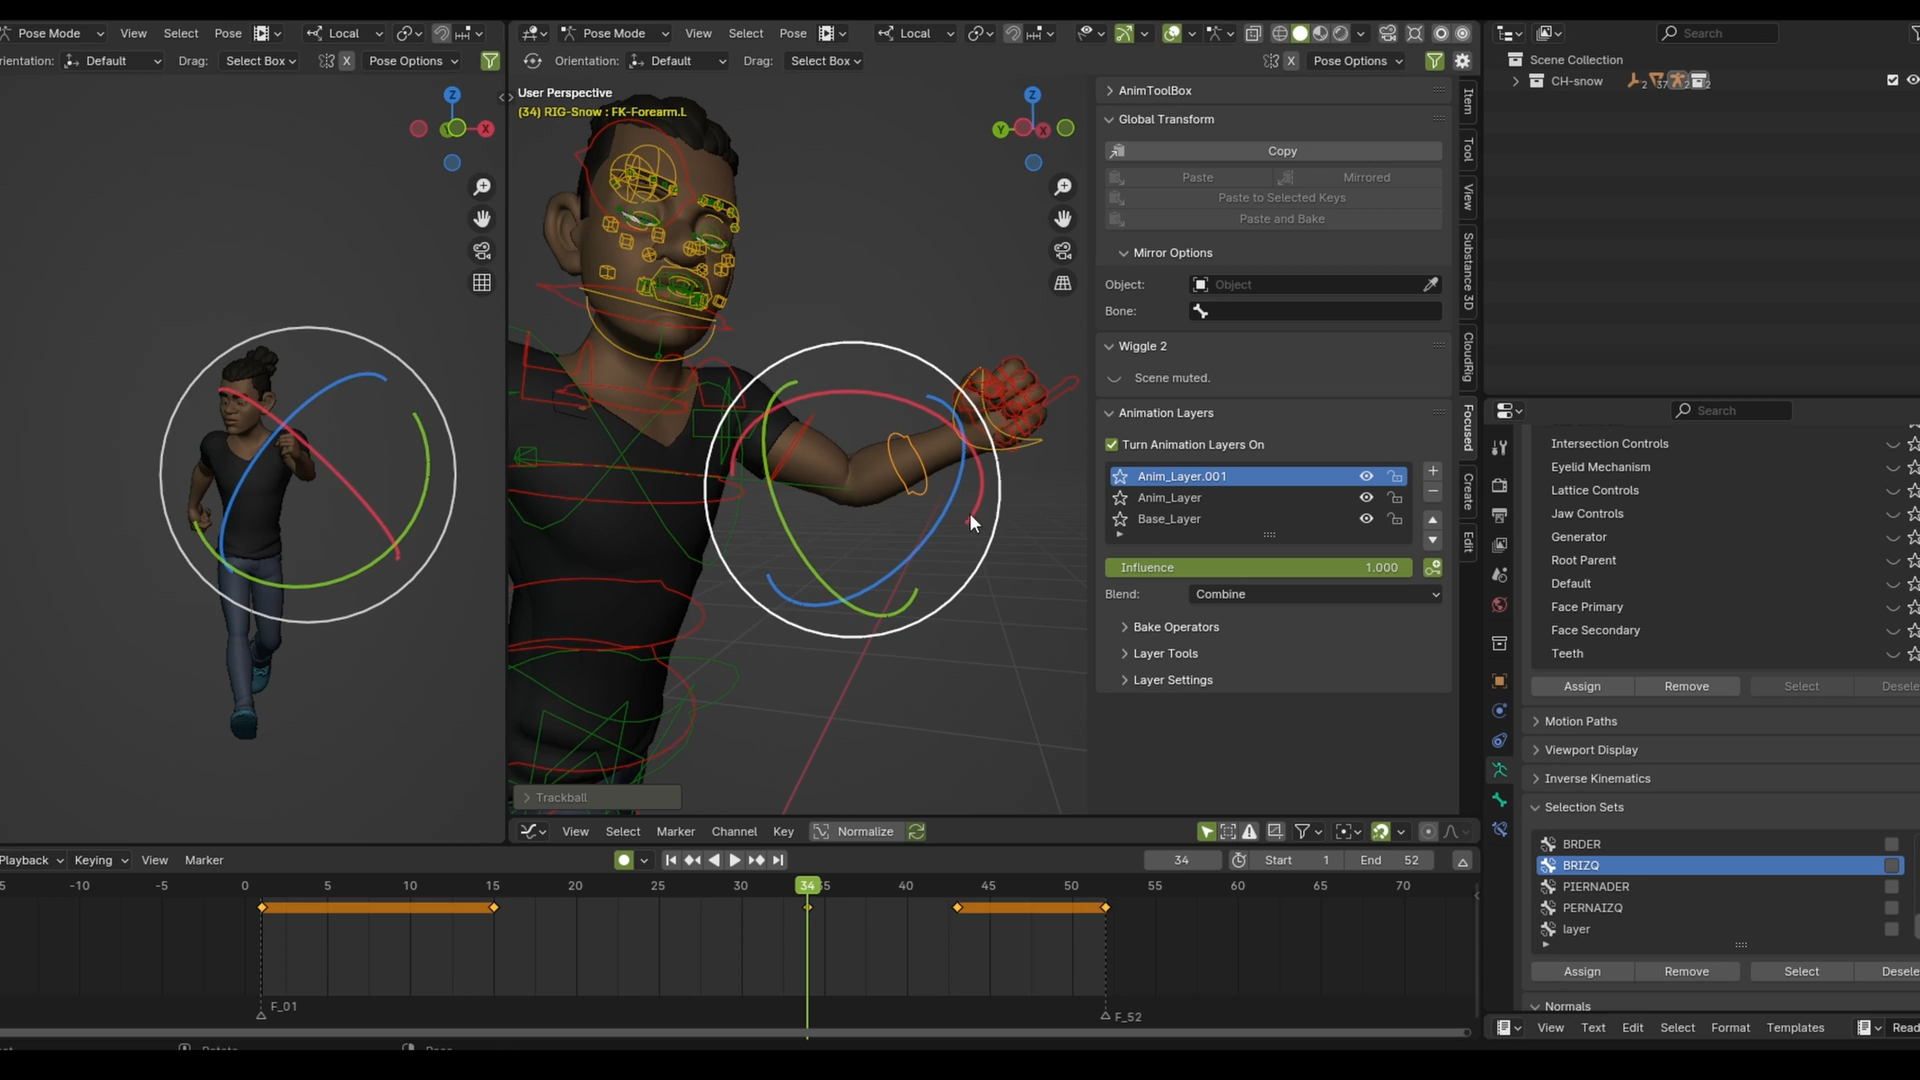 Pose Mode View Select Pose Local
Default Drag: Select Box X Pose Options
Z
X
Pose Mode View Select Pose Local
Orientation: Default Drag: Select Box X Pose Options
User Perspective
(34) RIG-Snow : FK-Forearm.L
Z
Y X
Trackball
AnimToolBox
Global Transform
Copy
Paste Mirrored
Paste to Selected Keys
Paste and Bake
Mirror Options
Object: Object
Bone:
Wiggle 2
Scene muted.
Animation Layers
Turn Animation Layers On
Anim_Layer.001
Anim_Layer
Base_Layer
Influence 1.000
Blend: Combine
Bake Operators
Layer Tools
Layer Settings
Item
Tool
View
Substance 3D
CloudRig
Focused
Create
Edit
Search
Scene Collection
CH-snow
Search
Intersection Controls
Eyelid Mechanism
Lattice Controls
Jaw Controls
Generator
Root Parent
Default
Face Primary
Face Secondary
Teeth
Assign Remove Select
Motion Paths
Viewport Display
Inverse Kinematics
Selection Sets
BRDER
BRIZQ
PIERNADER
PERNAIZQ
layer
Assign Remove Select
Normals
View Text Edit Select Format Templates
View Select Marker Channel Key Normalize
Playback Keying View Marker 34 Start 1 End 52
-10 -5 0 5 10 15 20 25 30 34 40 45 50 55 60 65 70
F_01
F_52